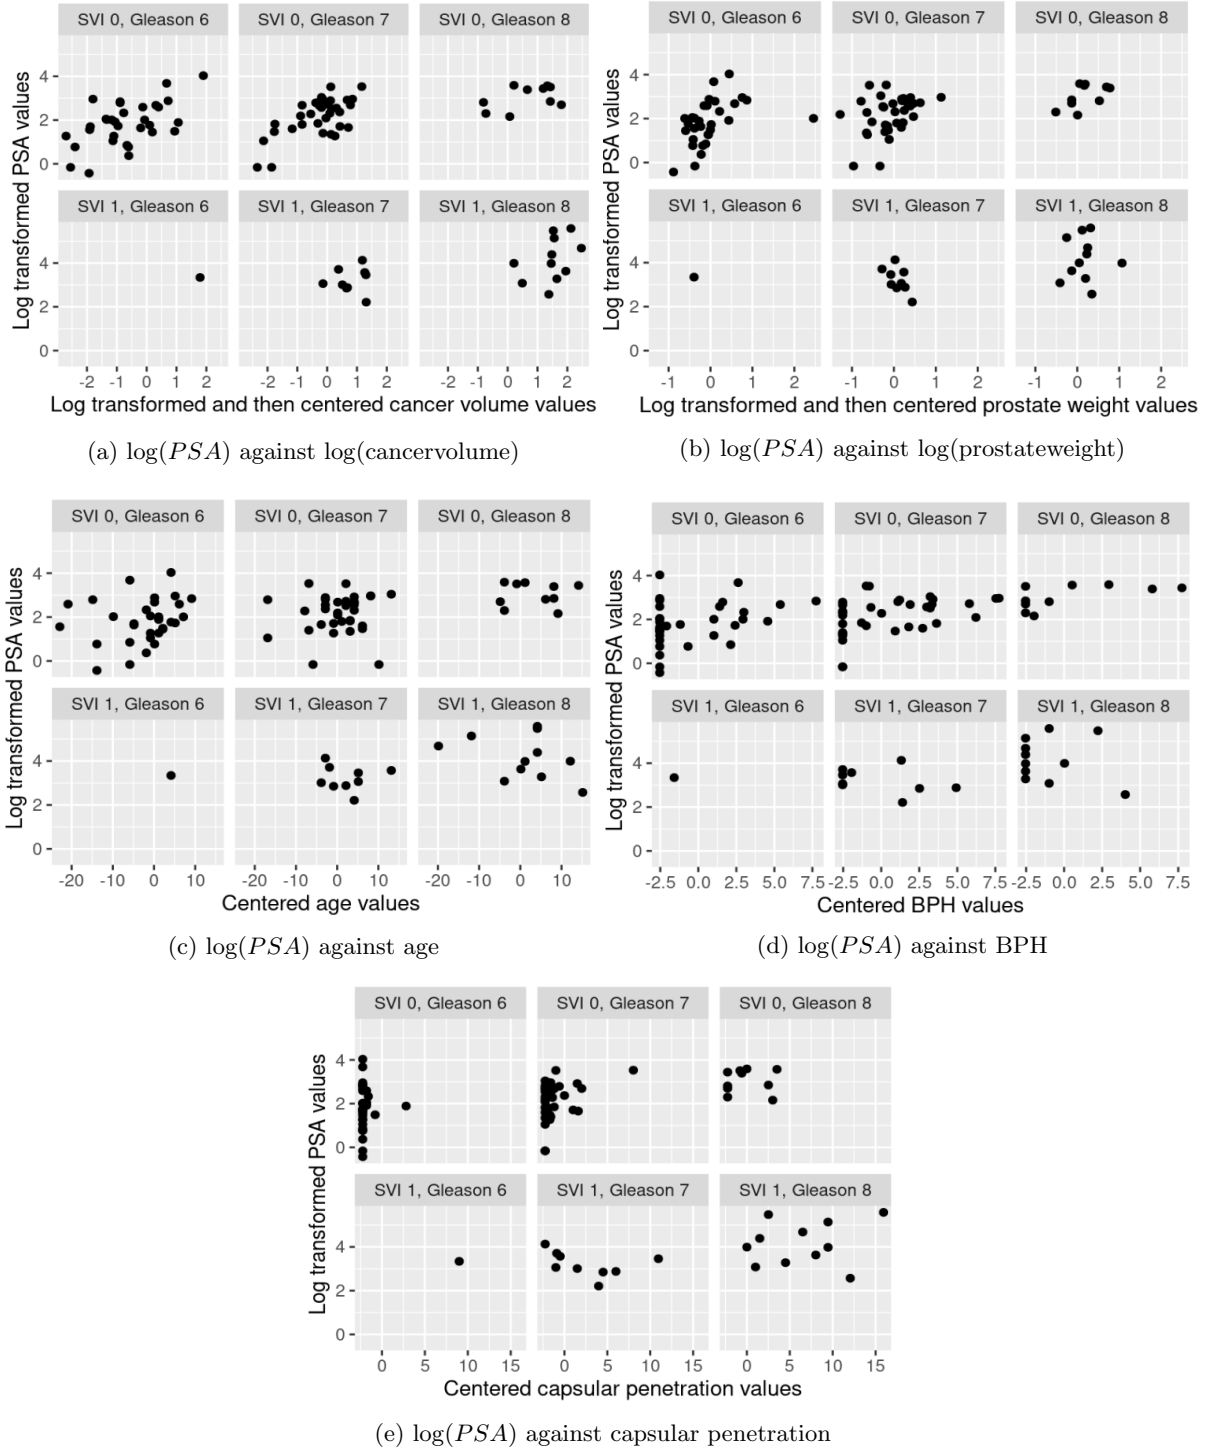 SVI 0, Gleason 6 SVI 0, Gleason 7 SVI 0, Gleason 8
4
2
0
SVI 1, Gleason 6 SVI 1, Gleason 7 SVI 1, Gleason 8
4
2
0
-2 -1 0 1 2 -2 -1 0 1 2 -2 -1 0 1 2
Log transformed PSA values
Log transformed and then centered cancer volume values
(a) log(PSA) against log(cancervolume)
SVI 0, Gleason 6 SVI 0, Gleason 7 SVI 0, Gleason 8
4
2
0
SVI 1, Gleason 6 SVI 1, Gleason 7 SVI 1, Gleason 8
4
2
0
-1 0 1 2 -1 0 1 2 -1 0 1 2
Log transformed PSA values
Log transformed and then centered prostate weight values
(b) log(PSA) against log(prostateweight)
SVI 0, Gleason 6 SVI 0, Gleason 7 SVI 0, Gleason 8
4
2
0
SVI 1, Gleason 6 SVI 1, Gleason 7 SVI 1, Gleason 8
4
2
0
-20 -10 0 10 -20 -10 0 10 -20 -10 0 10
Log transformed PSA values
Centered age values
(c) log(PSA) against age
SVI 0, Gleason 6 SVI 0, Gleason 7 SVI 0, Gleason 8
4
2
0
SVI 1, Gleason 6 SVI 1, Gleason 7 SVI 1, Gleason 8
4
2
0
-2.5 0.0 2.5 5.0 7.5 -2.5 0.0 2.5 5.0 7.5 -2.5 0.0 2.5 5.0 7.5
Log transformed PSA values
Centered BPH values
(d) log(PSA) against BPH
SVI 0, Gleason 6 SVI 0, Gleason 7 SVI 0, Gleason 8
4
2
0
SVI 1, Gleason 6 SVI 1, Gleason 7 SVI 1, Gleason 8
4
2
0
0 5 10 15 0 5 10 15 0 5 10 15
Log transformed PSA values
Centered capsular penetration values
(e) log(PSA) against capsular penetration